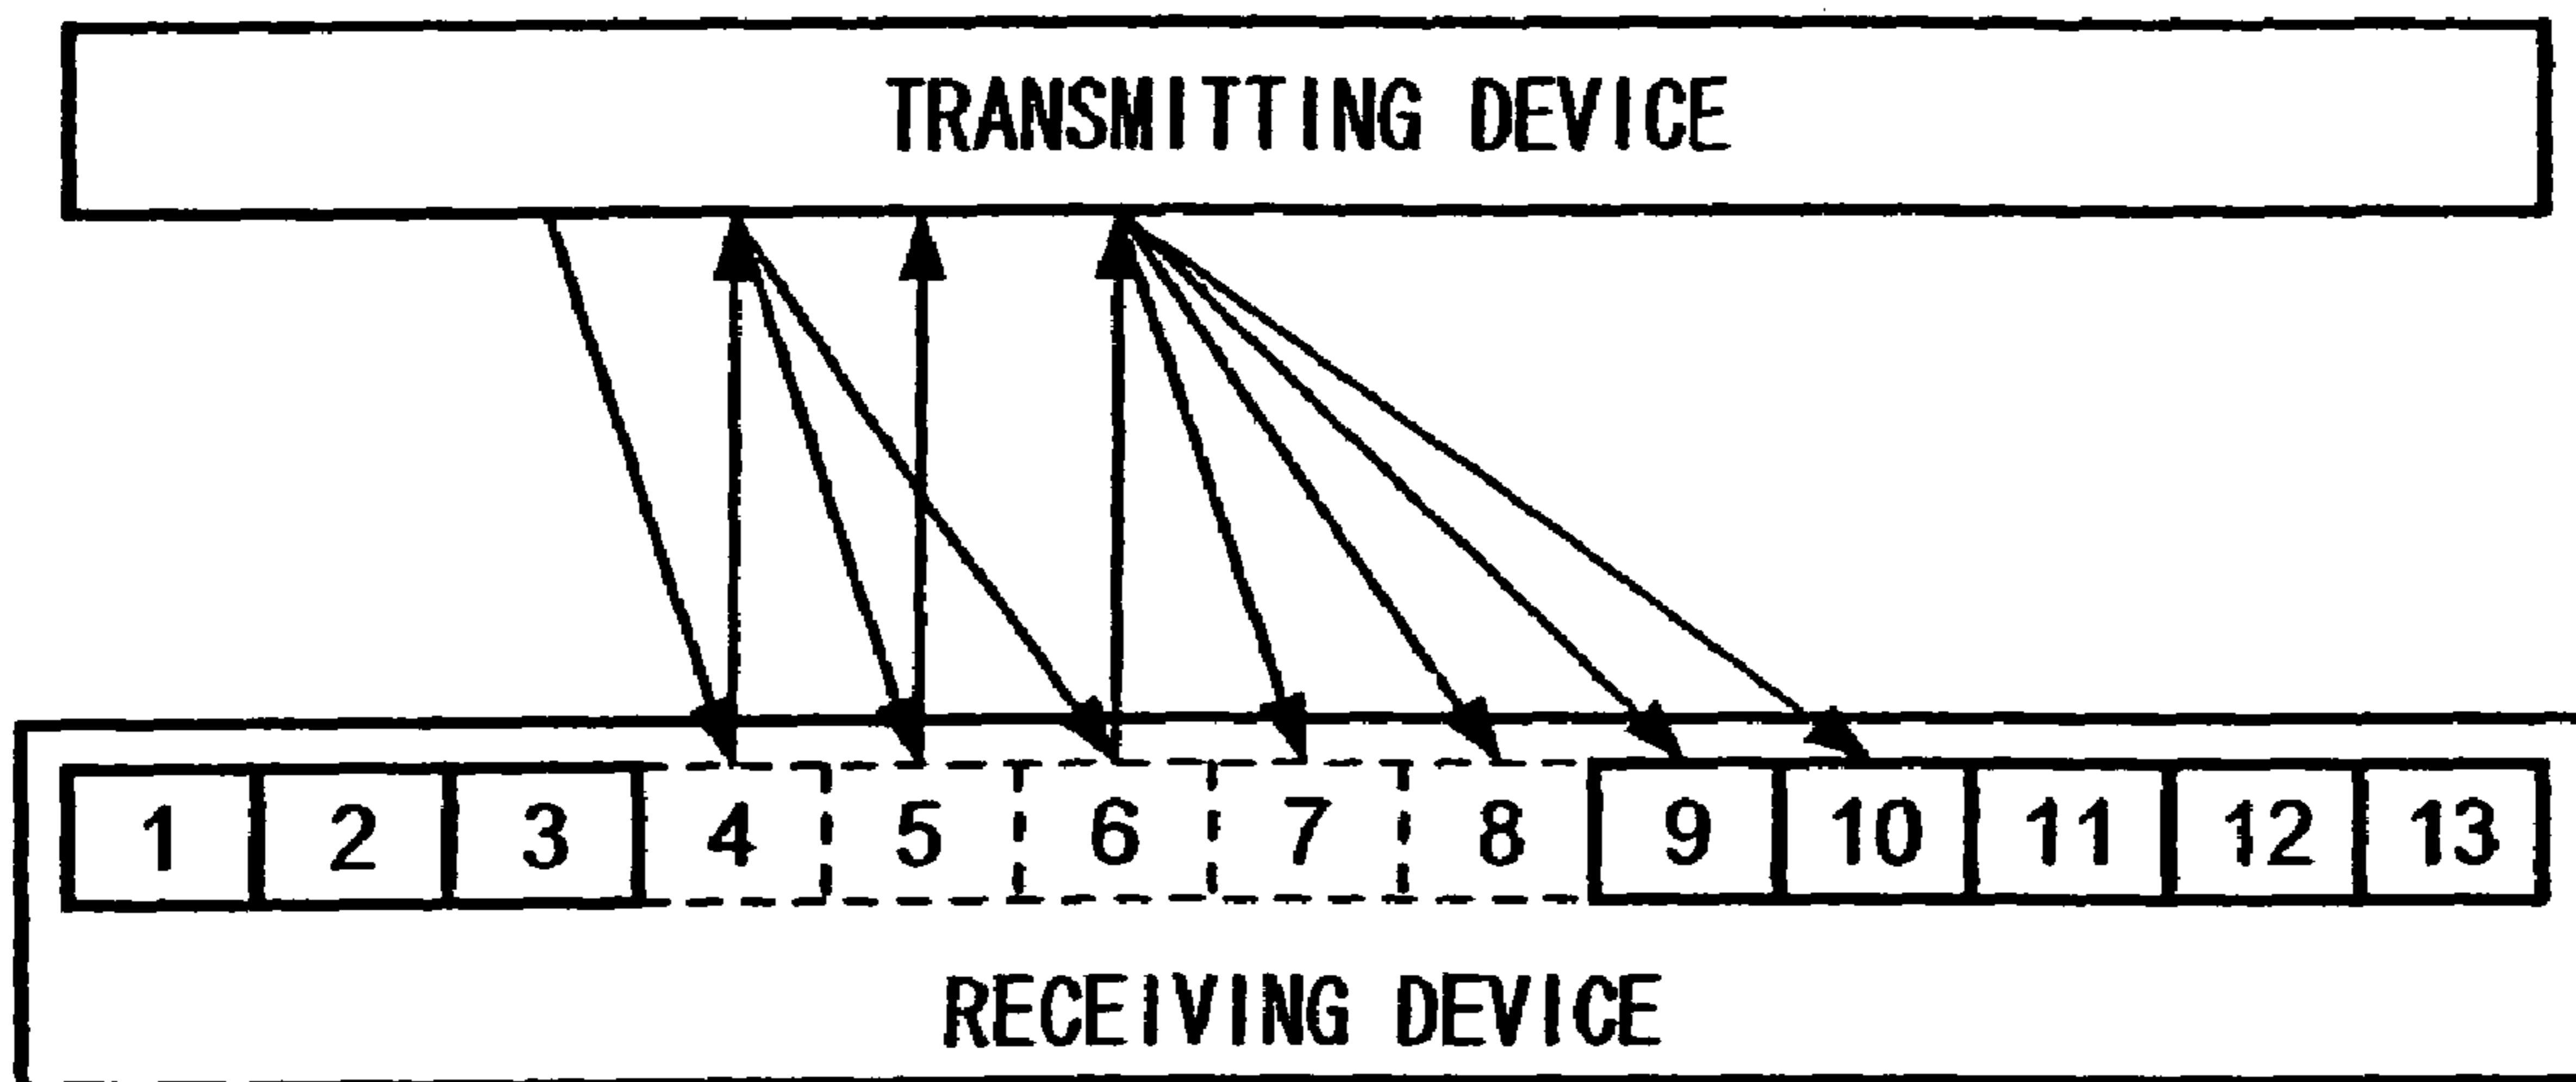 TRANSMITTING DEVICE
1 2 3 4 5 6 7 8 9 10 11 12 13
RECEIVING DEVICE